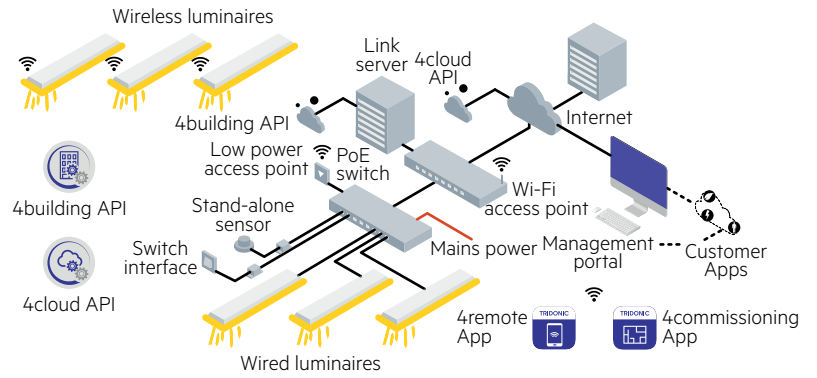 Wireless luminaires
Link
server
4cloud
API
4building API
Internet
Low power
access point
PoE
switch
4building API
Wi-Fi
access point
Stand-alone
sensor
Switch
interface
Mains power
Management
portal
Customer
Apps
4cloud API
4remote
App
TRIDONIC
TRIDONIC
4commissioning
App
Wired luminaires